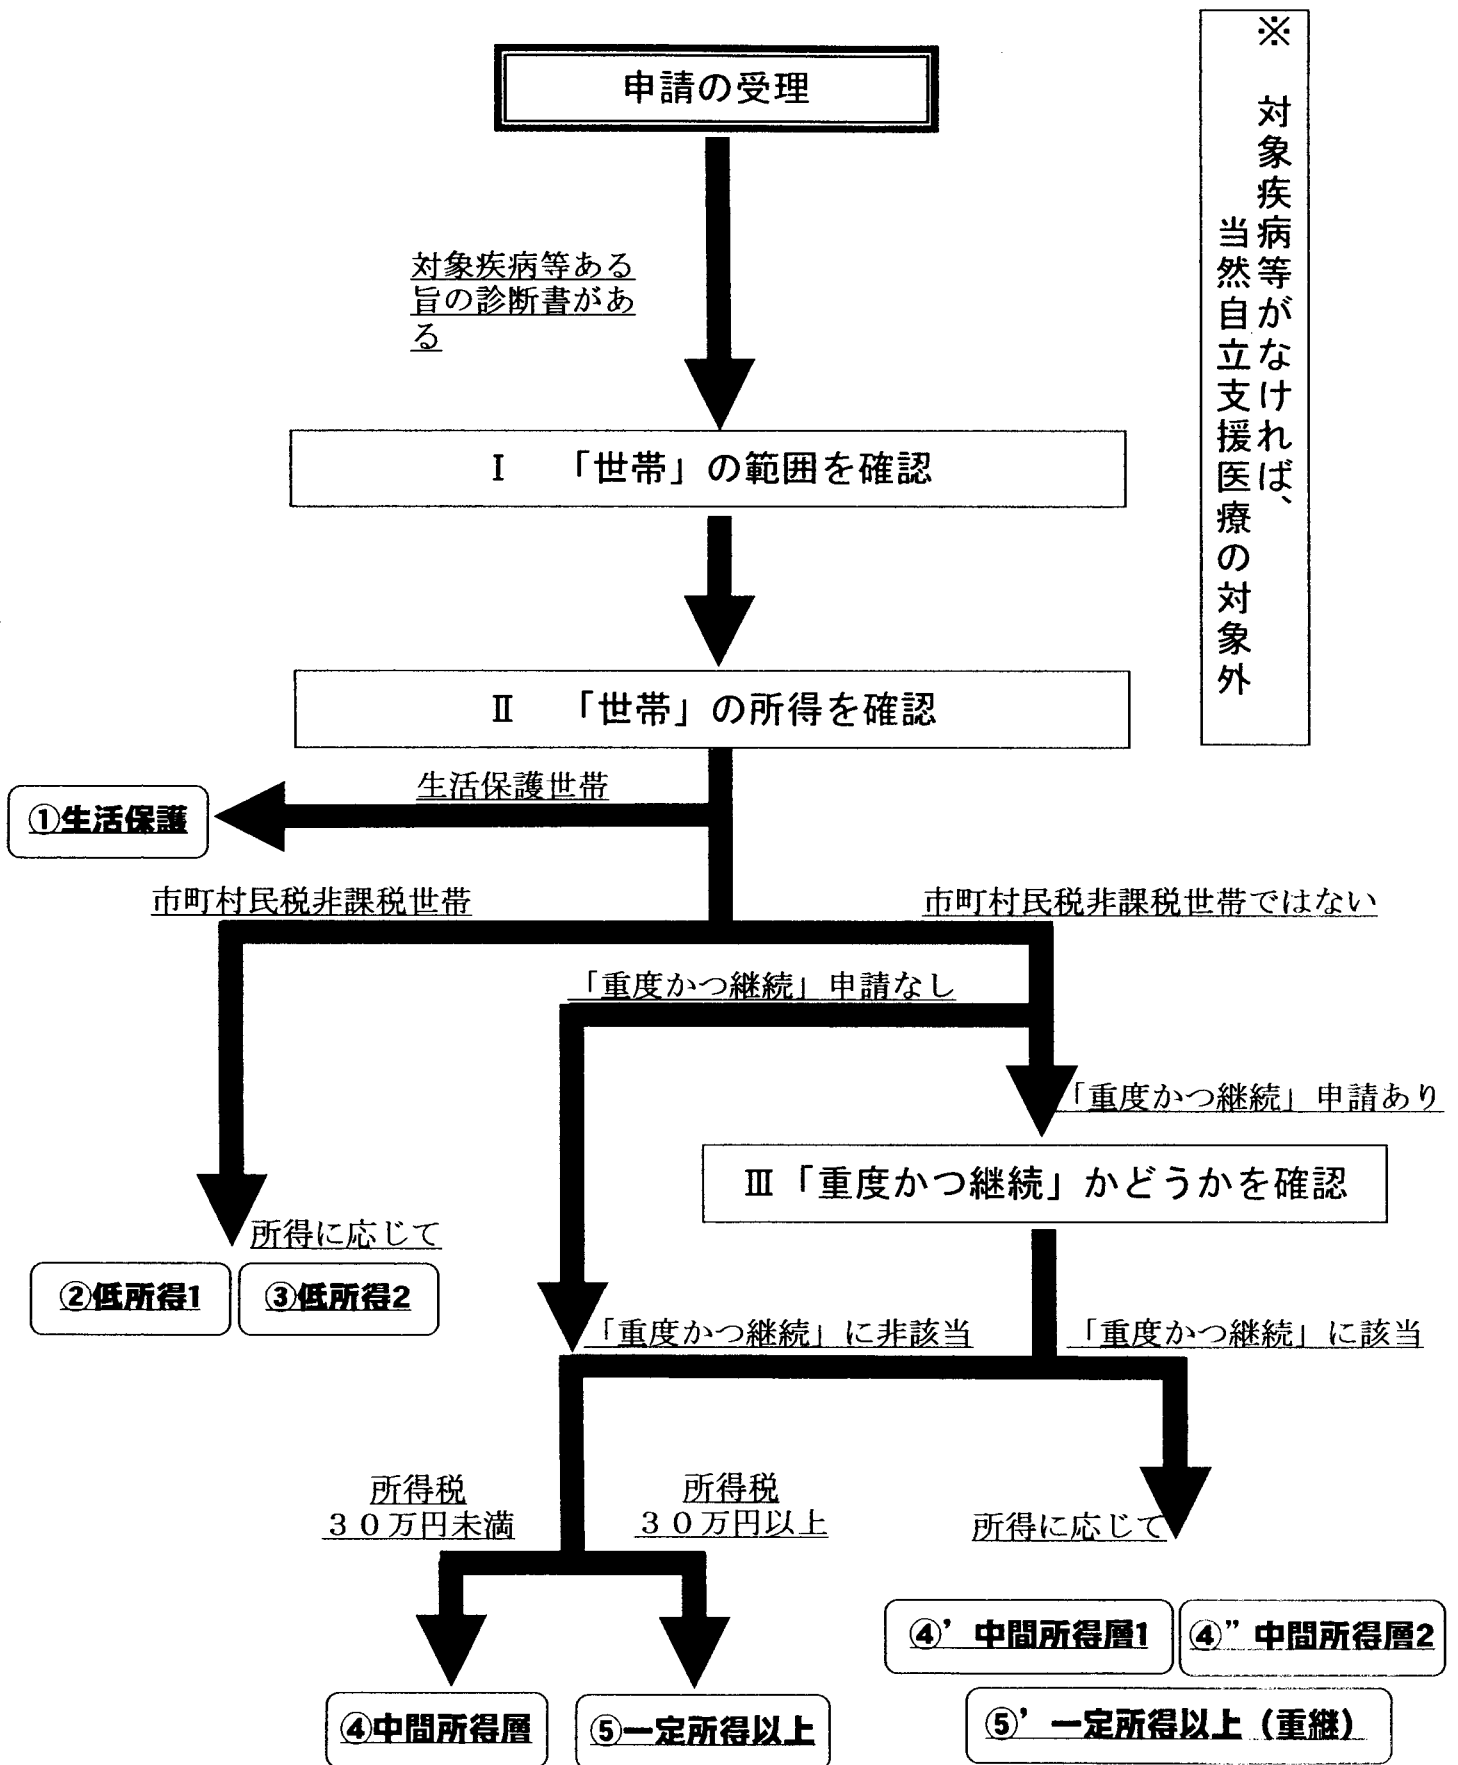 申請の受理
※ 対象疾病等がなければ、
当然自立支援医療の対象外
対象疾病等ある
旨の診断書があ
る
Ⅰ 「世帯」の範囲を確認
Ⅱ 「世帯」の所得を確認
生活保護世帯
①生活保護
市町村民税非課税世帯
市町村民税非課税世帯ではない
「重度かつ継続」申請なし
「重度かつ継続」申請あり
Ⅲ「重度かつ継続」かどうかを確認
所得に応じて
②低所得1
③低所得2
「重度かつ継続」に非該当
「重度かつ継続」に該当
所得税
30万円未満
所得税
30万円以上
所得に応じて
④’ 中間所得層1
④” 中間所得層2
④中間所得層
⑤一定所得以上
⑤’ 一定所得以上(重継)